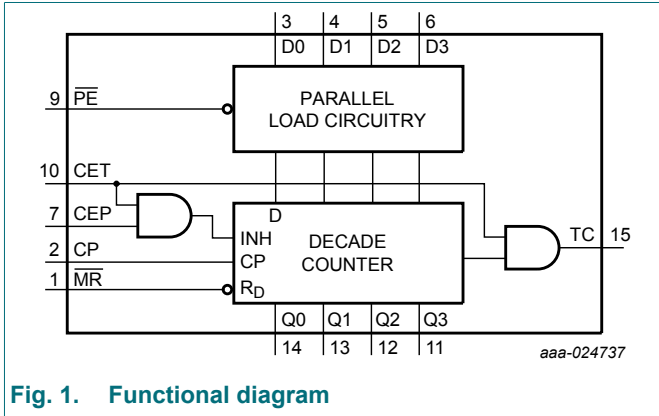 3 4 5 6
D0 D1 D2 D3
PARALLEL
LOAD CIRCUITRY
9 PE
10 CET
7 CEP
2 CP
1 MR
D
INH
CP
RD
DECADE
COUNTER
TC 15
Q0 Q1 Q2 Q3
14 13 12 11
aaa-024737
Fig. 1. Functional diagram